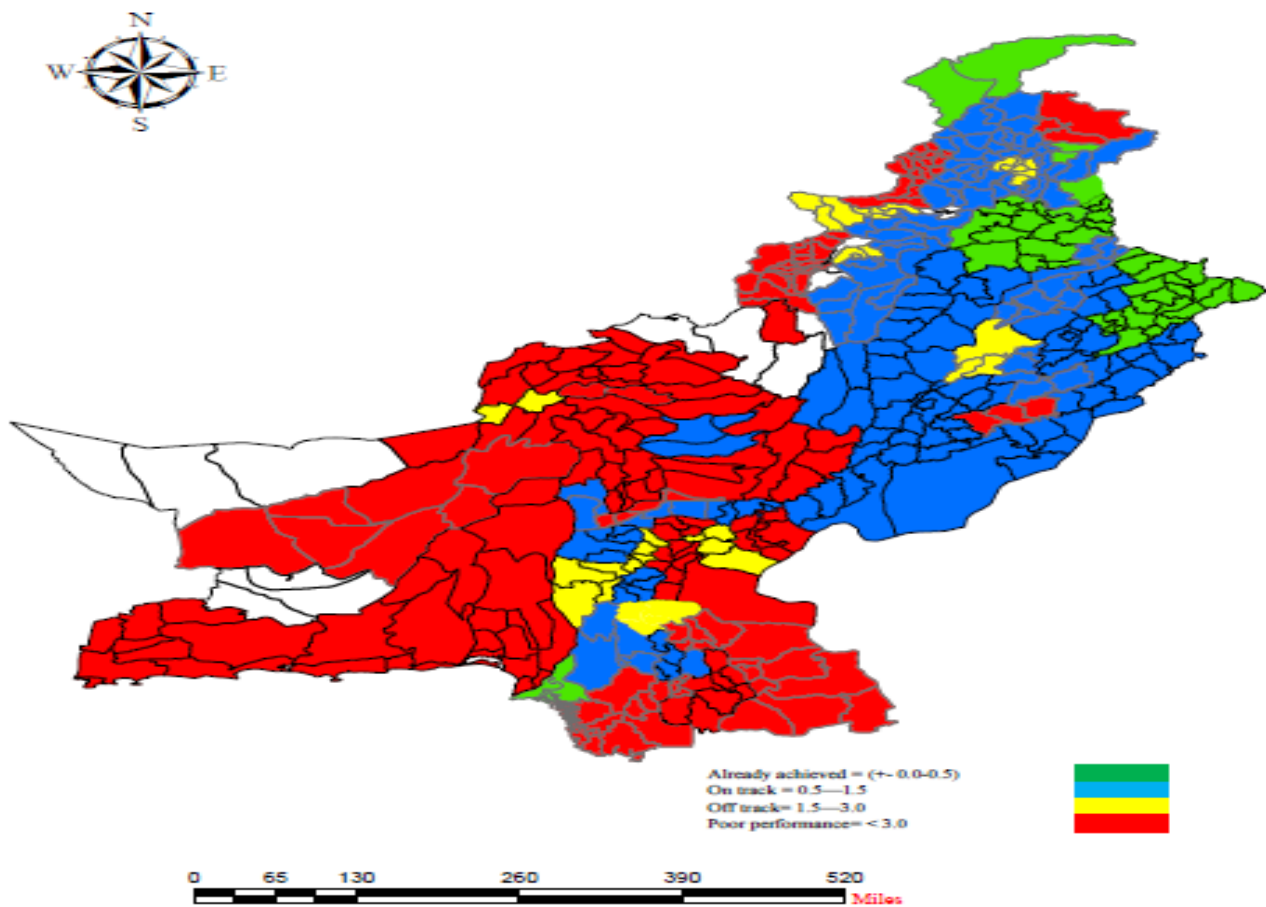 N
W E
S
Already achieved = (+- 0.0-0.5)
On track = 0.5—1.5
Off track= 1.5—3.0
Poor performance= < 3.0
0 65 130 260 390 520
Miles